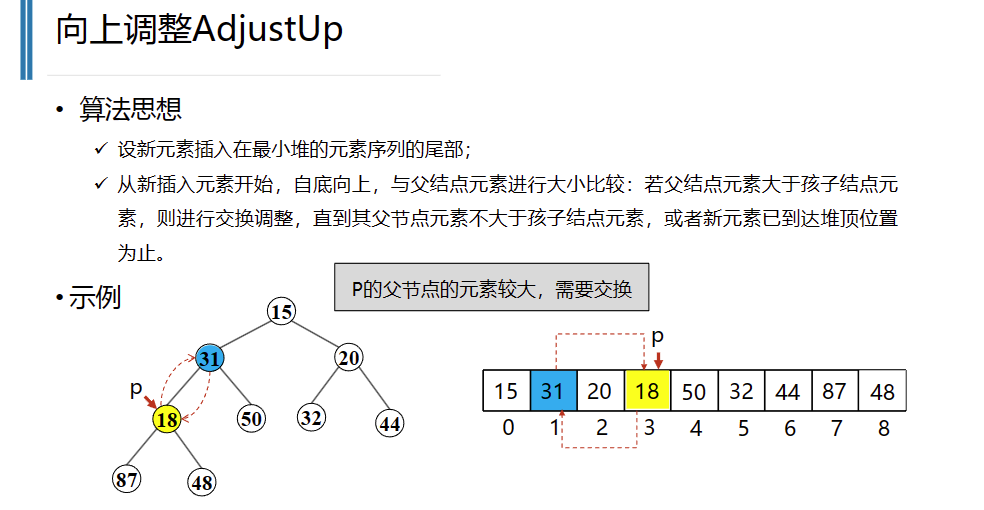 向上调整AdjustUp
• 算法思想
✓ 设新元素插入在最小堆的元素序列的尾部；
✓ 从新插入元素开始，自底向上，与父结点元素进行大小比较：若父结点元素大于孩子结点元
素，则进行交换调整，直到其父节点元素不大于孩子结点元素，或者新元素已到达堆顶位置
为止。
P的父节点的元素较大，需要交换
• 示例
15
31
20
p
18
50
32
44
87
48
p
15 31 20 18 50 32 44 87 48
0 1 2 3 4 5 6 7 8